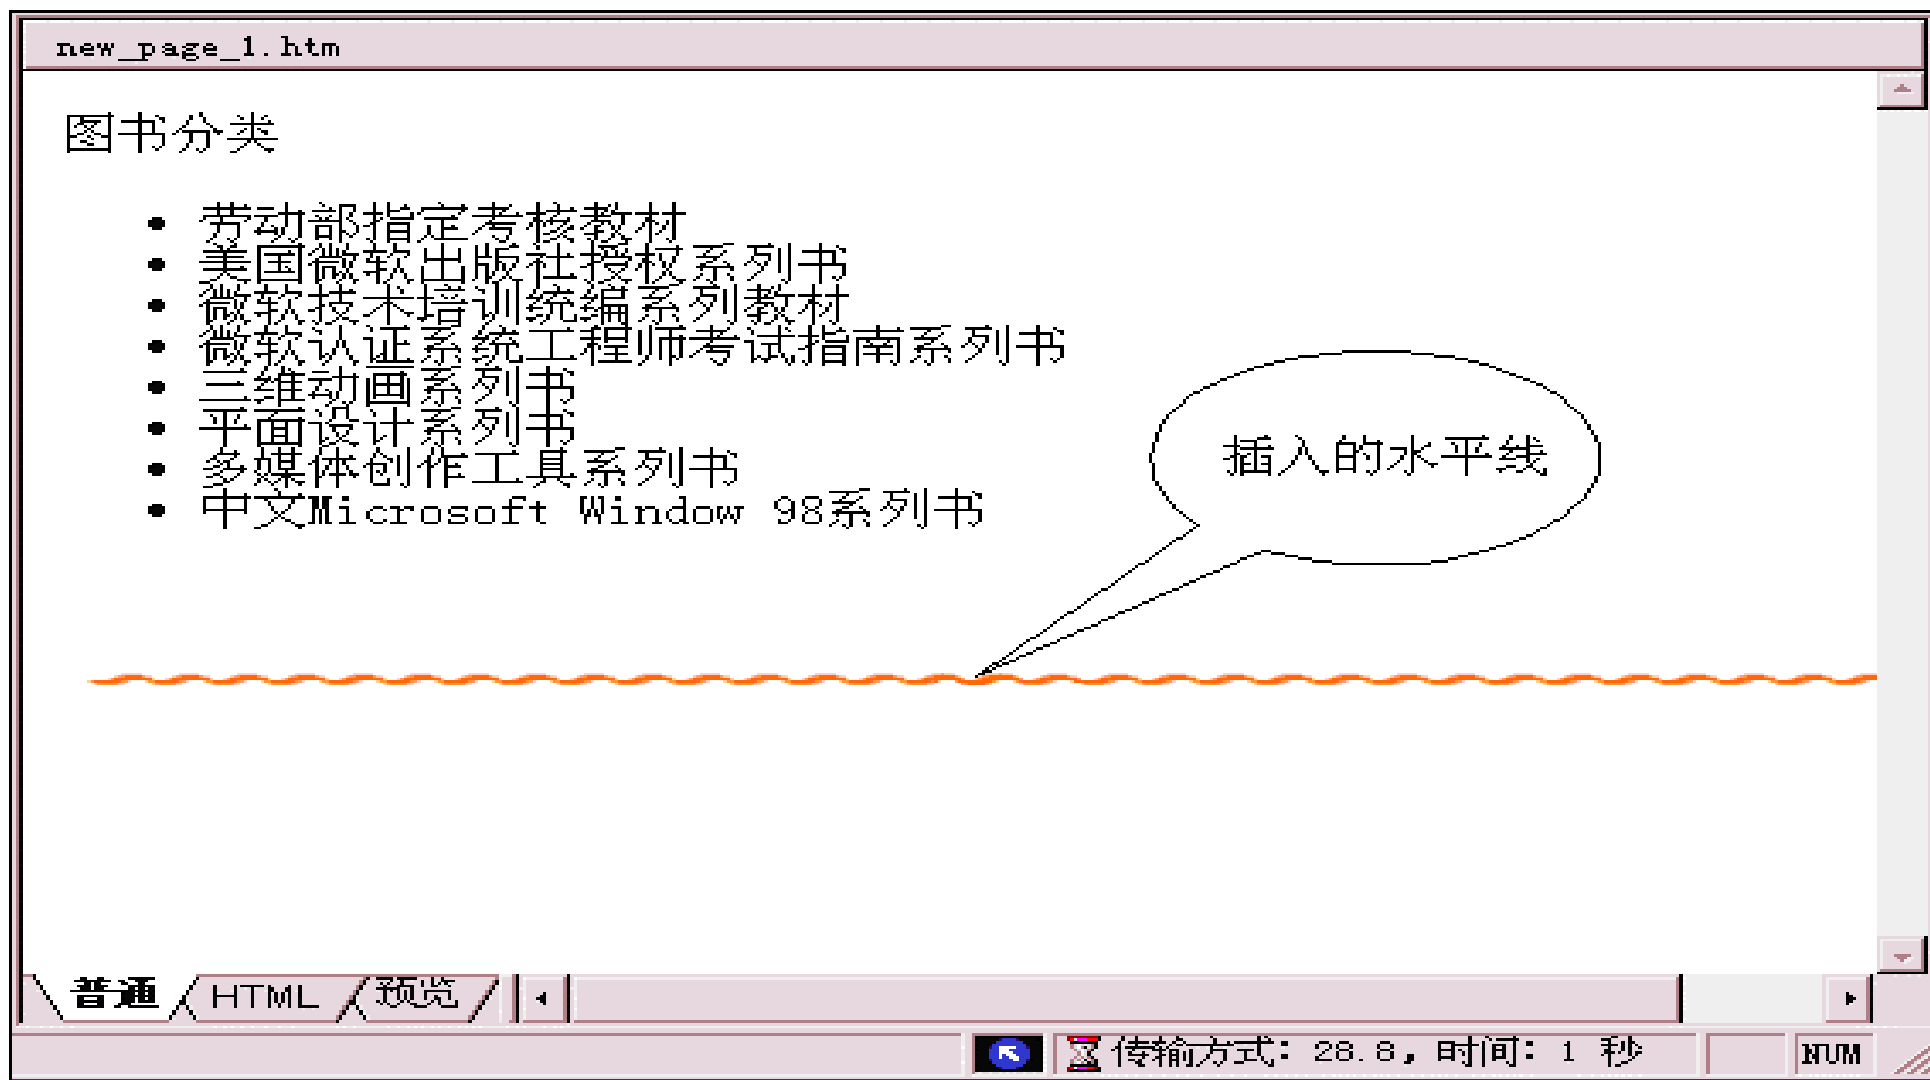 new_page_1.htm
图书分类
• 劳动部指定考核教材
• 美国微软出版社授权系列书
• 微软技术培训统编系列教材
• 微软认证系统工程师考试指南系列书
• 三维动画系列书
• 平面设计系列书
• 多媒体创作工具系列书
• 中文Microsoft Window 98系列书
插入的水平线
普通 HTML 预览
传输方式: 28.8, 时间: 1 秒 NUM